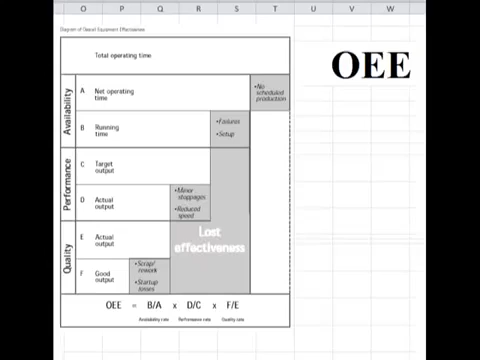 O P Q R S T U V W
Diagram of Overall Equipment Effectiveness
OEE
Total operating time
Availability
A Net operating time
•No scheduled production
B Running time
•Failures
•Setup
Performance
C Target output
D Actual output
•Minor stoppages
•Reduced speed
Lost effectiveness
Quality
E Actual output
F Good output
•Scrap/rework
•Startup losses
OEE = B/A x D/C x F/E
Availability rate Performance rate Quality rate